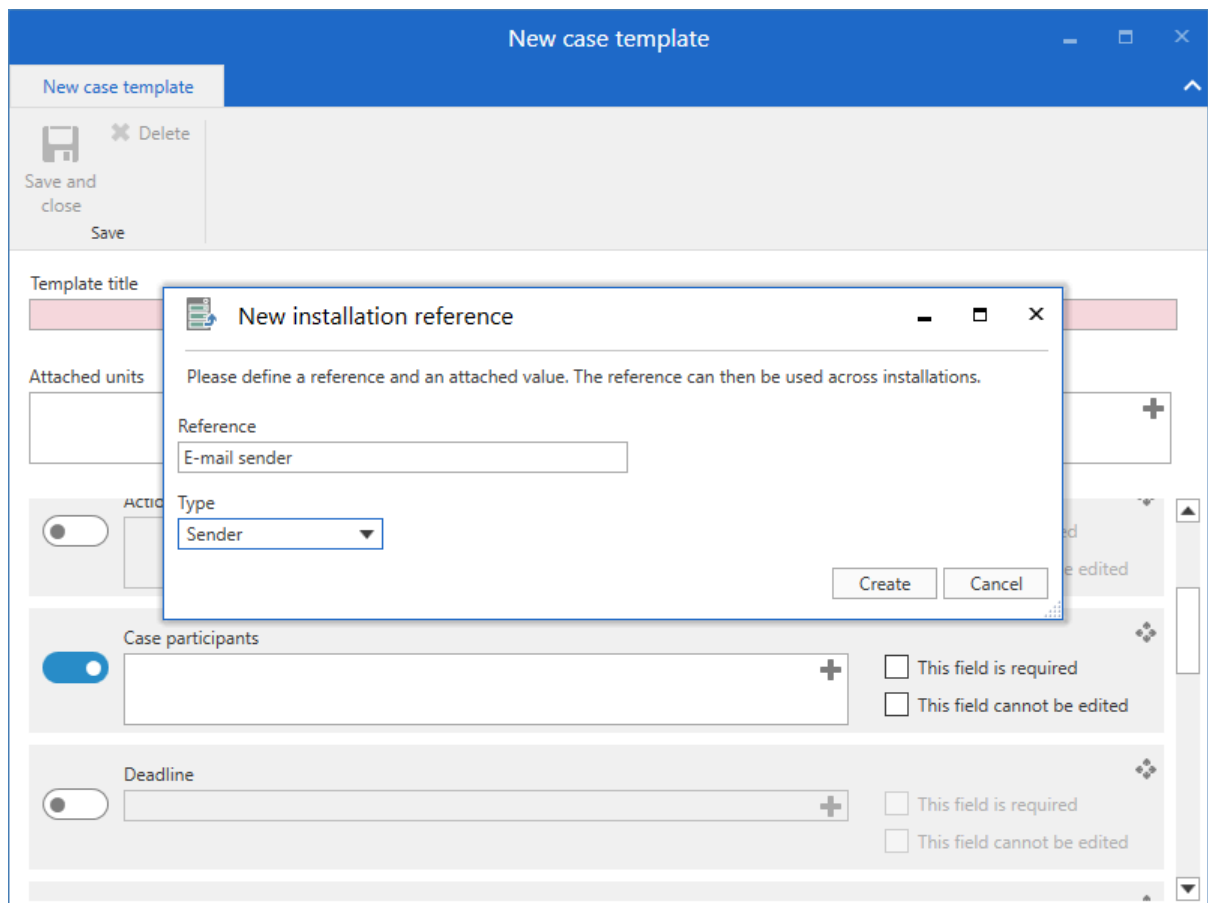 New case template
New case template
Delete
Save and
close
Save
Template title
New installation reference
Attached units
Please define a reference and an attached value. The reference can then be used across installations.
Reference
E-mail sender
Type
Sender
Create
Cancel
be edited
Case participants
This field is required
This field cannot be edited
Deadline
This field is required
This field cannot be edited